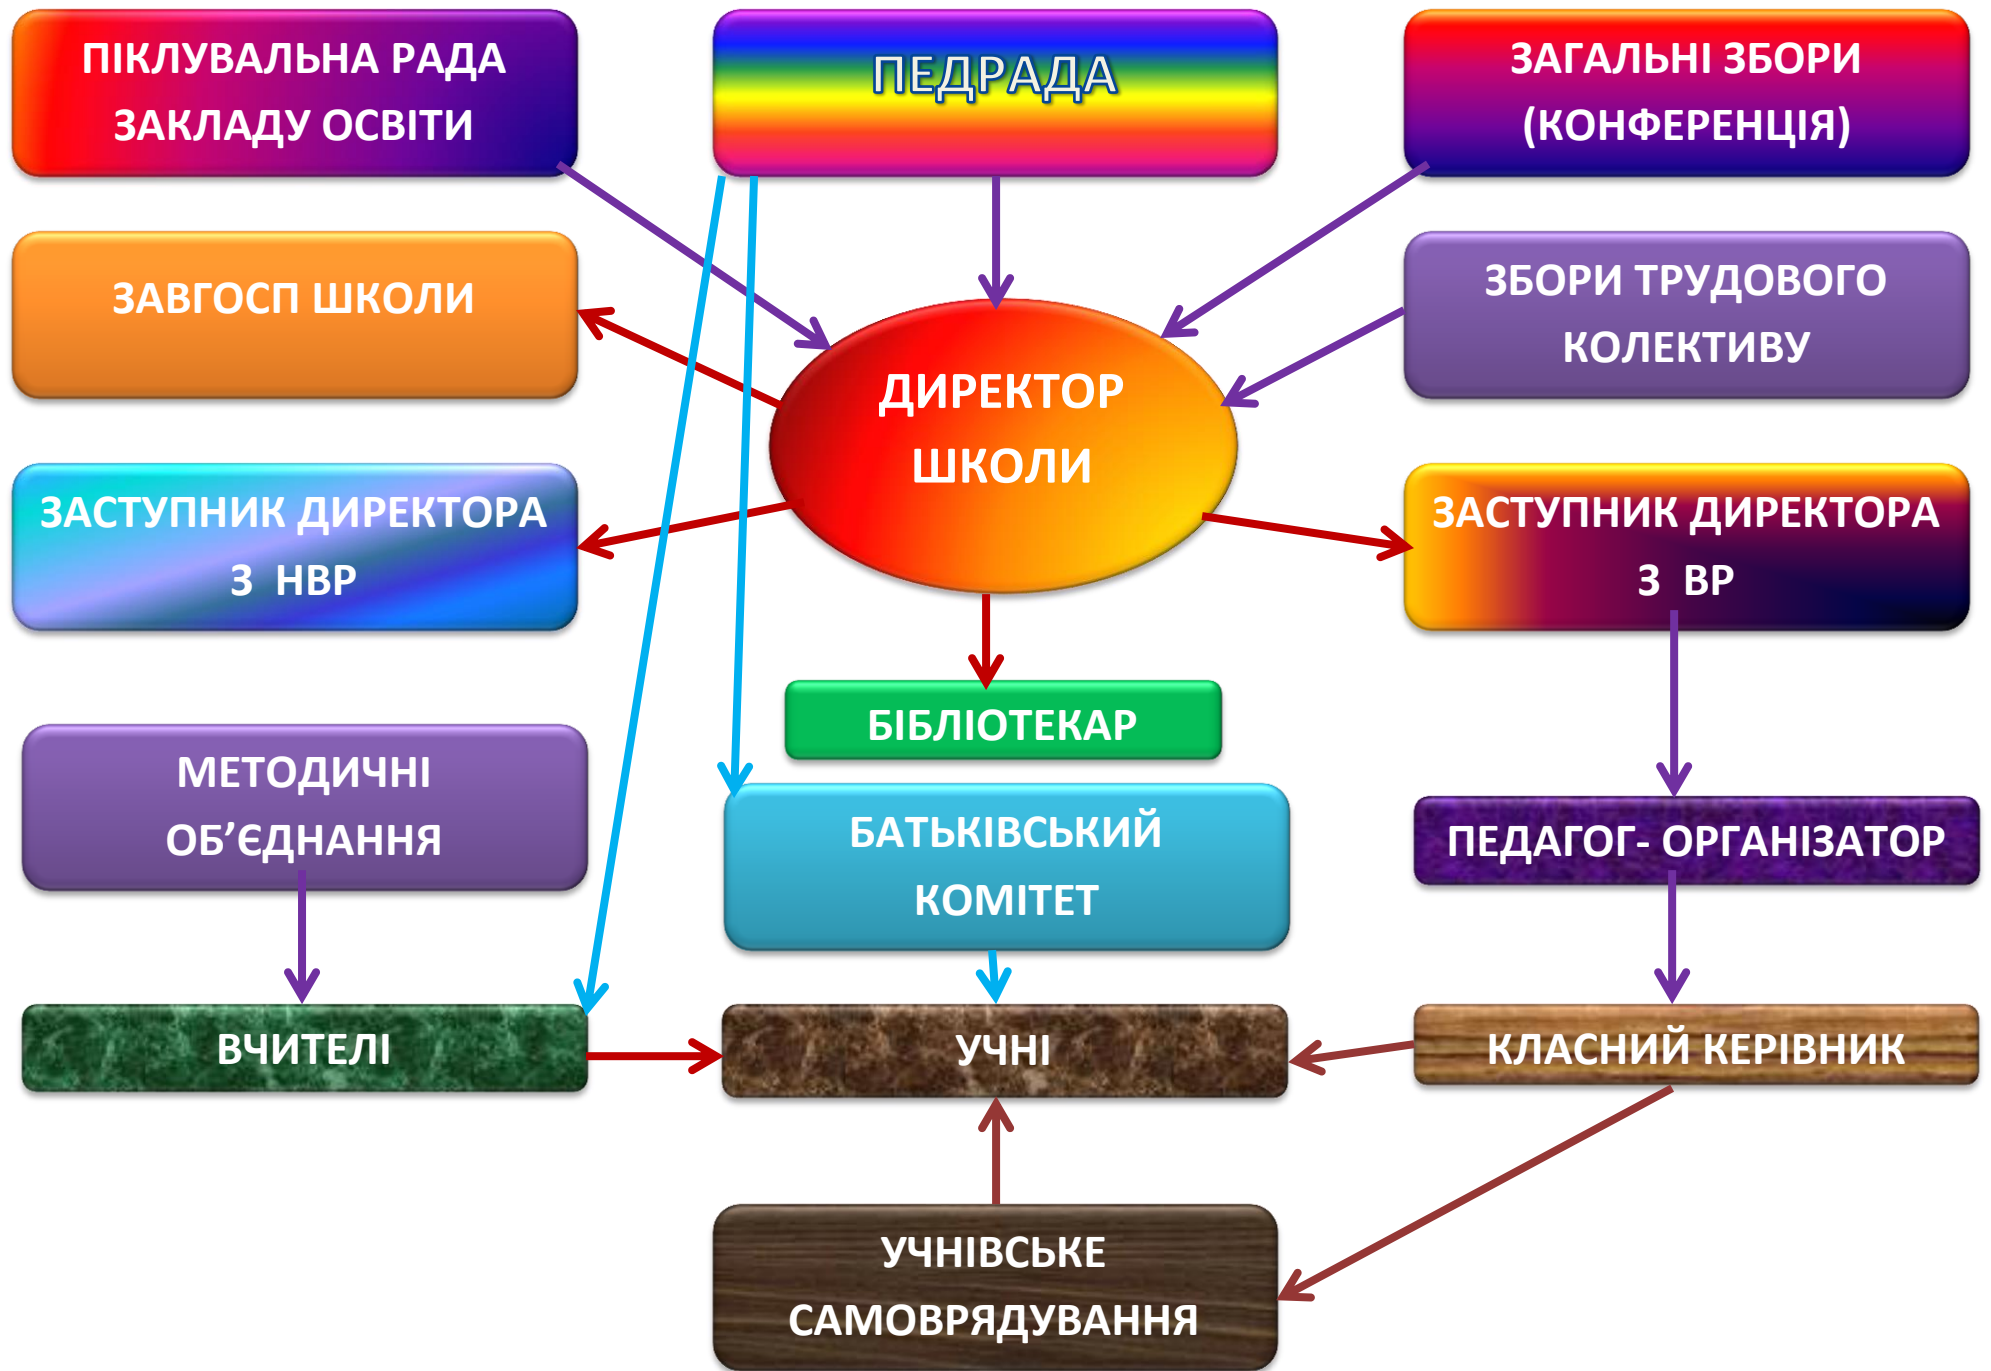 ПІКЛУВАЛЬНА РАДА
ЗАКЛАДУ ОСВІТИ
ПЕДРАДА
ЗАГАЛЬНІ ЗБОРИ
(КОНФЕРЕНЦІЯ)
ЗАВГОСП ШКОЛИ
ЗБОРИ ТРУДОВОГО
КОЛЕКТИВУ
ДИРЕКТОР
ШКОЛИ
ЗАСТУПНИК ДИРЕКТОРА
З НВР
ЗАСТУПНИК ДИРЕКТОРА
З ВР
БІБЛІОТЕКАР
МЕТОДИЧНІ
ОБ’ЄДНАННЯ
БАТЬКІВСЬКИЙ
КОМІТЕТ
ПЕДАГОГ- ОРГАНІЗАТОР
ВЧИТЕЛІ
УЧНІ
КЛАСНИЙ КЕРІВНИК
УЧНІВСЬКЕ
САМОВРЯДУВАННЯ